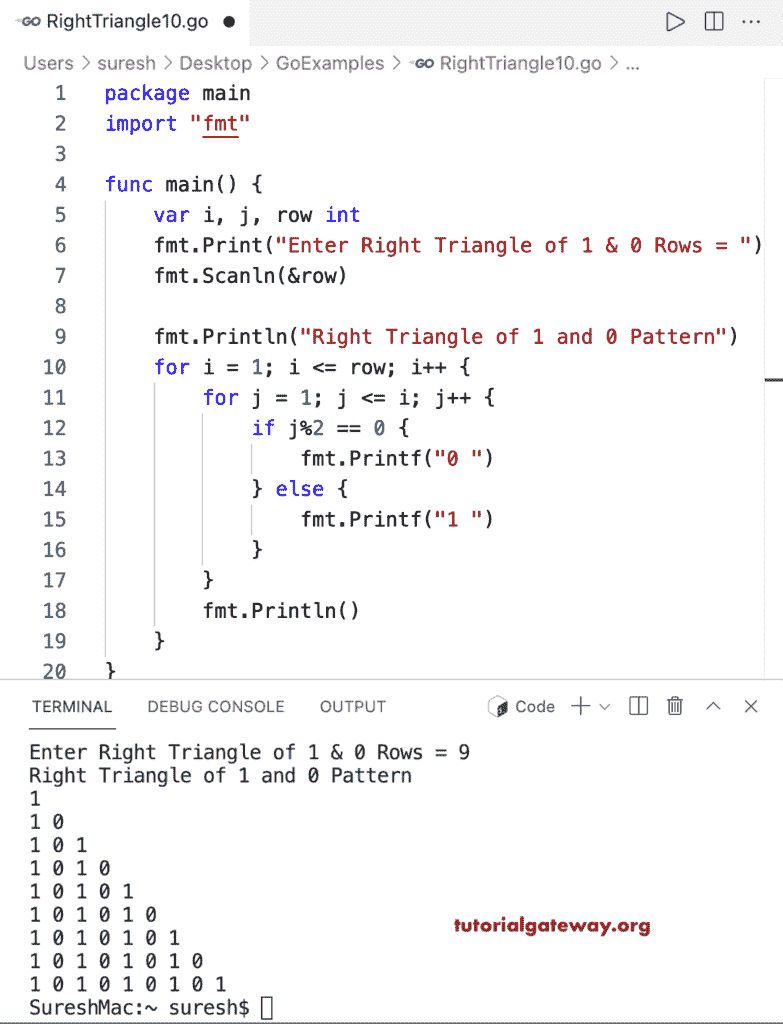 GO RightTriangle10.go
Users > suresh > Desktop > GoExamples > GO RightTriangle10.go > ...
1 package main
2 import "fmt"
3
4 func main() {
5     var i, j, row int
6     fmt.Print("Enter Right Triangle of 1 & 0 Rows = ")
7     fmt.Scanln(&row)
8
9     fmt.Println("Right Triangle of 1 and 0 Pattern")
10     for i = 1; i <= row; i++ {
11         for j = 1; j <= i; j++ {
12             if j%2 == 0 {
13                 fmt.Printf("0 ")
14             } else {
15                 fmt.Printf("1 ")
16             }
17         }
18         fmt.Println()
19     }
20 }
TERMINAL DEBUG CONSOLE OUTPUT Code
Enter Right Triangle of 1 & 0 Rows = 9
Right Triangle of 1 and 0 Pattern
1
1 0
1 0 1
1 0 1 0
1 0 1 0 1
1 0 1 0 1 0
1 0 1 0 1 0 1
1 0 1 0 1 0 1 0
1 0 1 0 1 0 1 0 1
tutorialgateway.org
SureshMac:~ suresh$